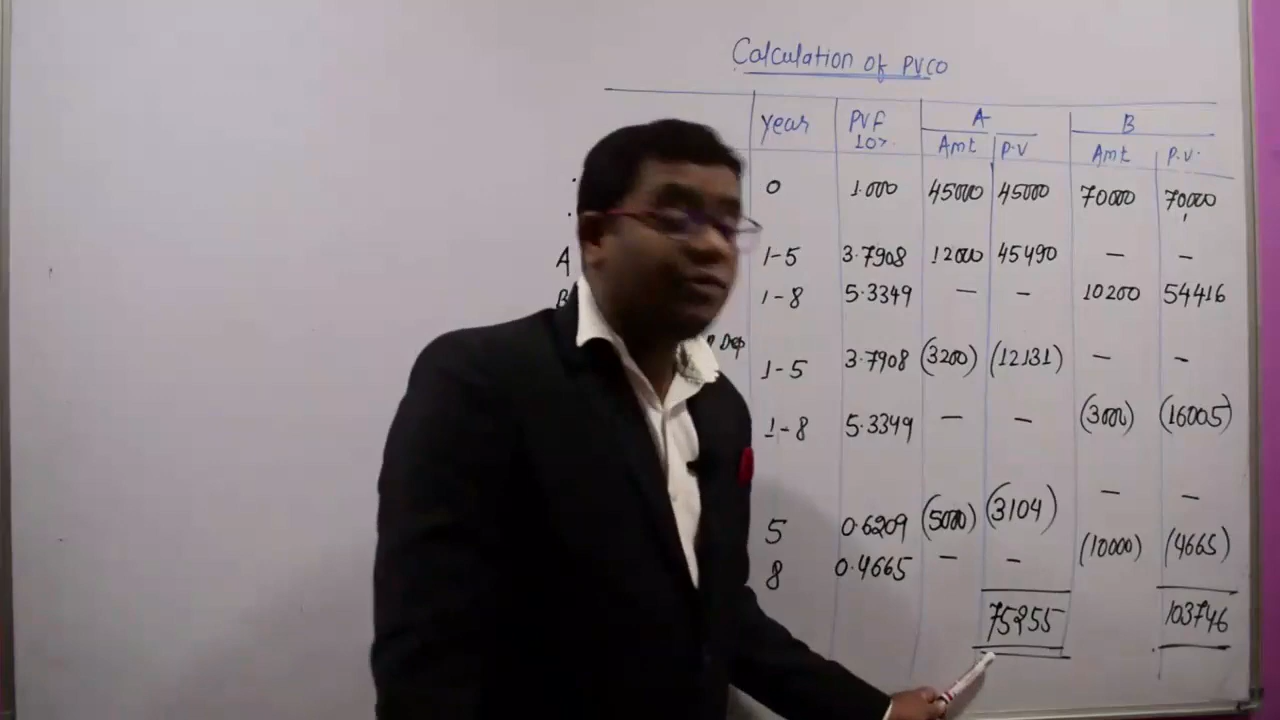 Calculation of PVCO
Year PVF 10% A B
Amt P.V Amt P.V.
0 1.000 45000 45000 70000 70000
A 1-5 3.7908 12000 45490 — —
B 1-8 5.3349 — — 10200 54416
n Dep
1-5 3.7908 (3200) (12131) — —
1-8 5.3349 — — (3000) (16005)
5 0.6209 (5000) (3104) — —
8 0.4665 — — (10000) (4665)
75255 103746